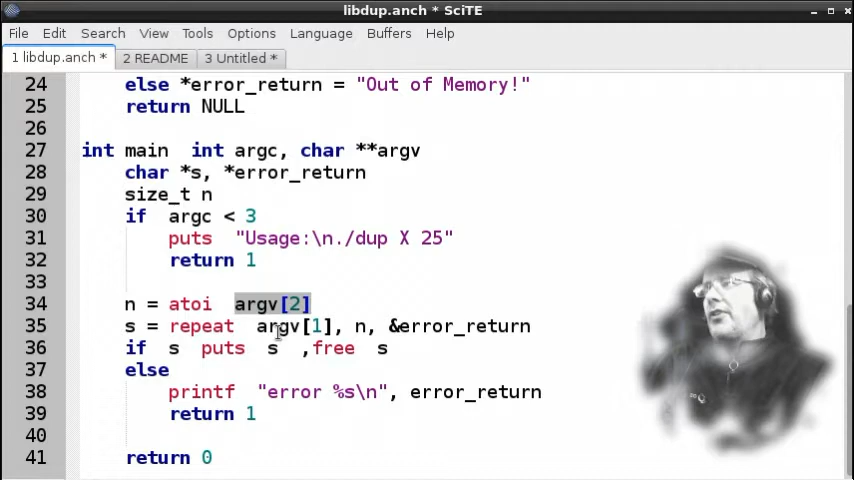 libdup.anch * SciTE
File Edit Search View Tools Options Language Buffers Help
1 libdup.anch * 2 README 3 Untitled *
24 else *error_return = "Out of Memory!"
25 return NULL
26
27 int main  int argc, char **argv
28 char *s, *error_return
29 size_t n
30 if  argc < 3
31 puts  "Usage:\n./dup X 25"
32 return 1
33
34 n = atoi  argv[2]
35 s = repeat  argv[1], n, &error_return
36 if  s  puts  s  ,free  s
37 else
38 printf  "error %s\n", error_return
39 return 1
40
41 return 0